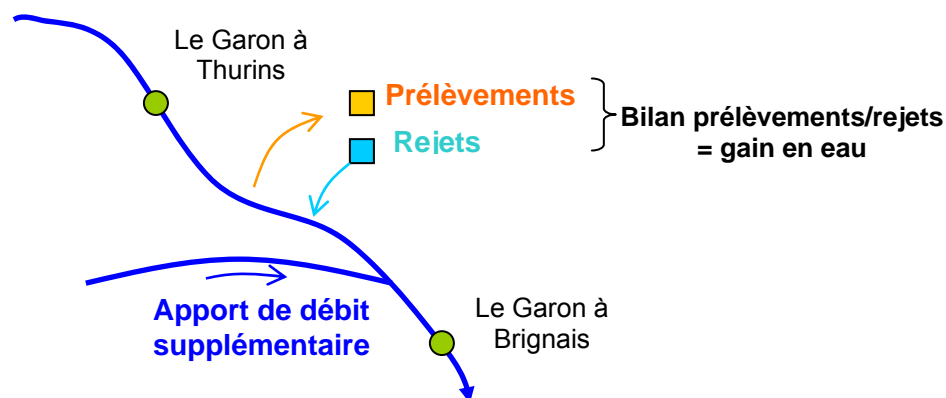 Le Garon à
Thurins
Prélèvements
Rejets
Bilan prélèvements/rejets
= gain en eau
Apport de débit
supplémentaire
Le Garon à
Brignais